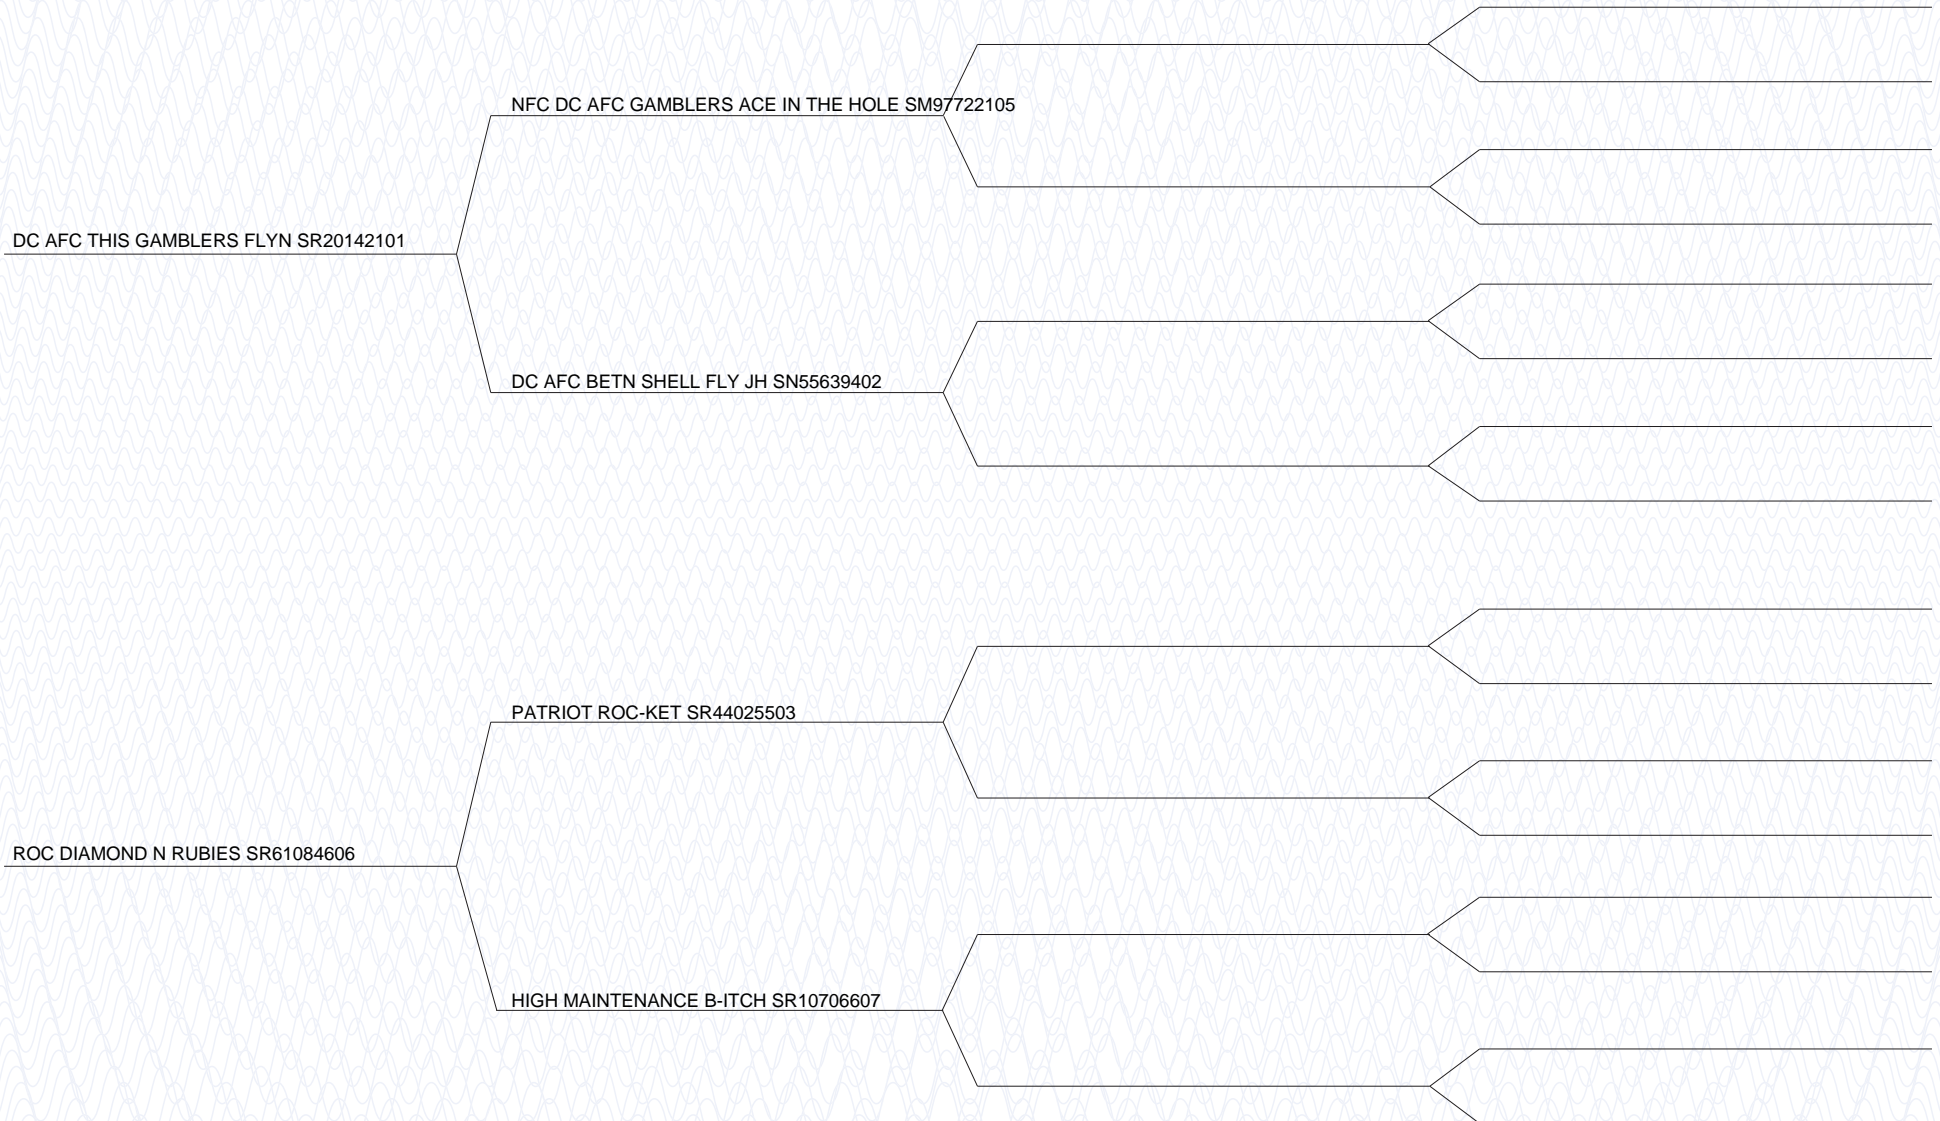 NFC DC AFC GAMBLERS ACE IN THE HOLE SM97722105
DC AFC THIS GAMBLERS FLYN SR20142101
DC AFC BETN SHELL FLY JH SN55639402
PATRIOT ROC-KET SR44025503
ROC DIAMOND N RUBIES SR61084606
HIGH MAINTENANCE B-ITCH SR10706607